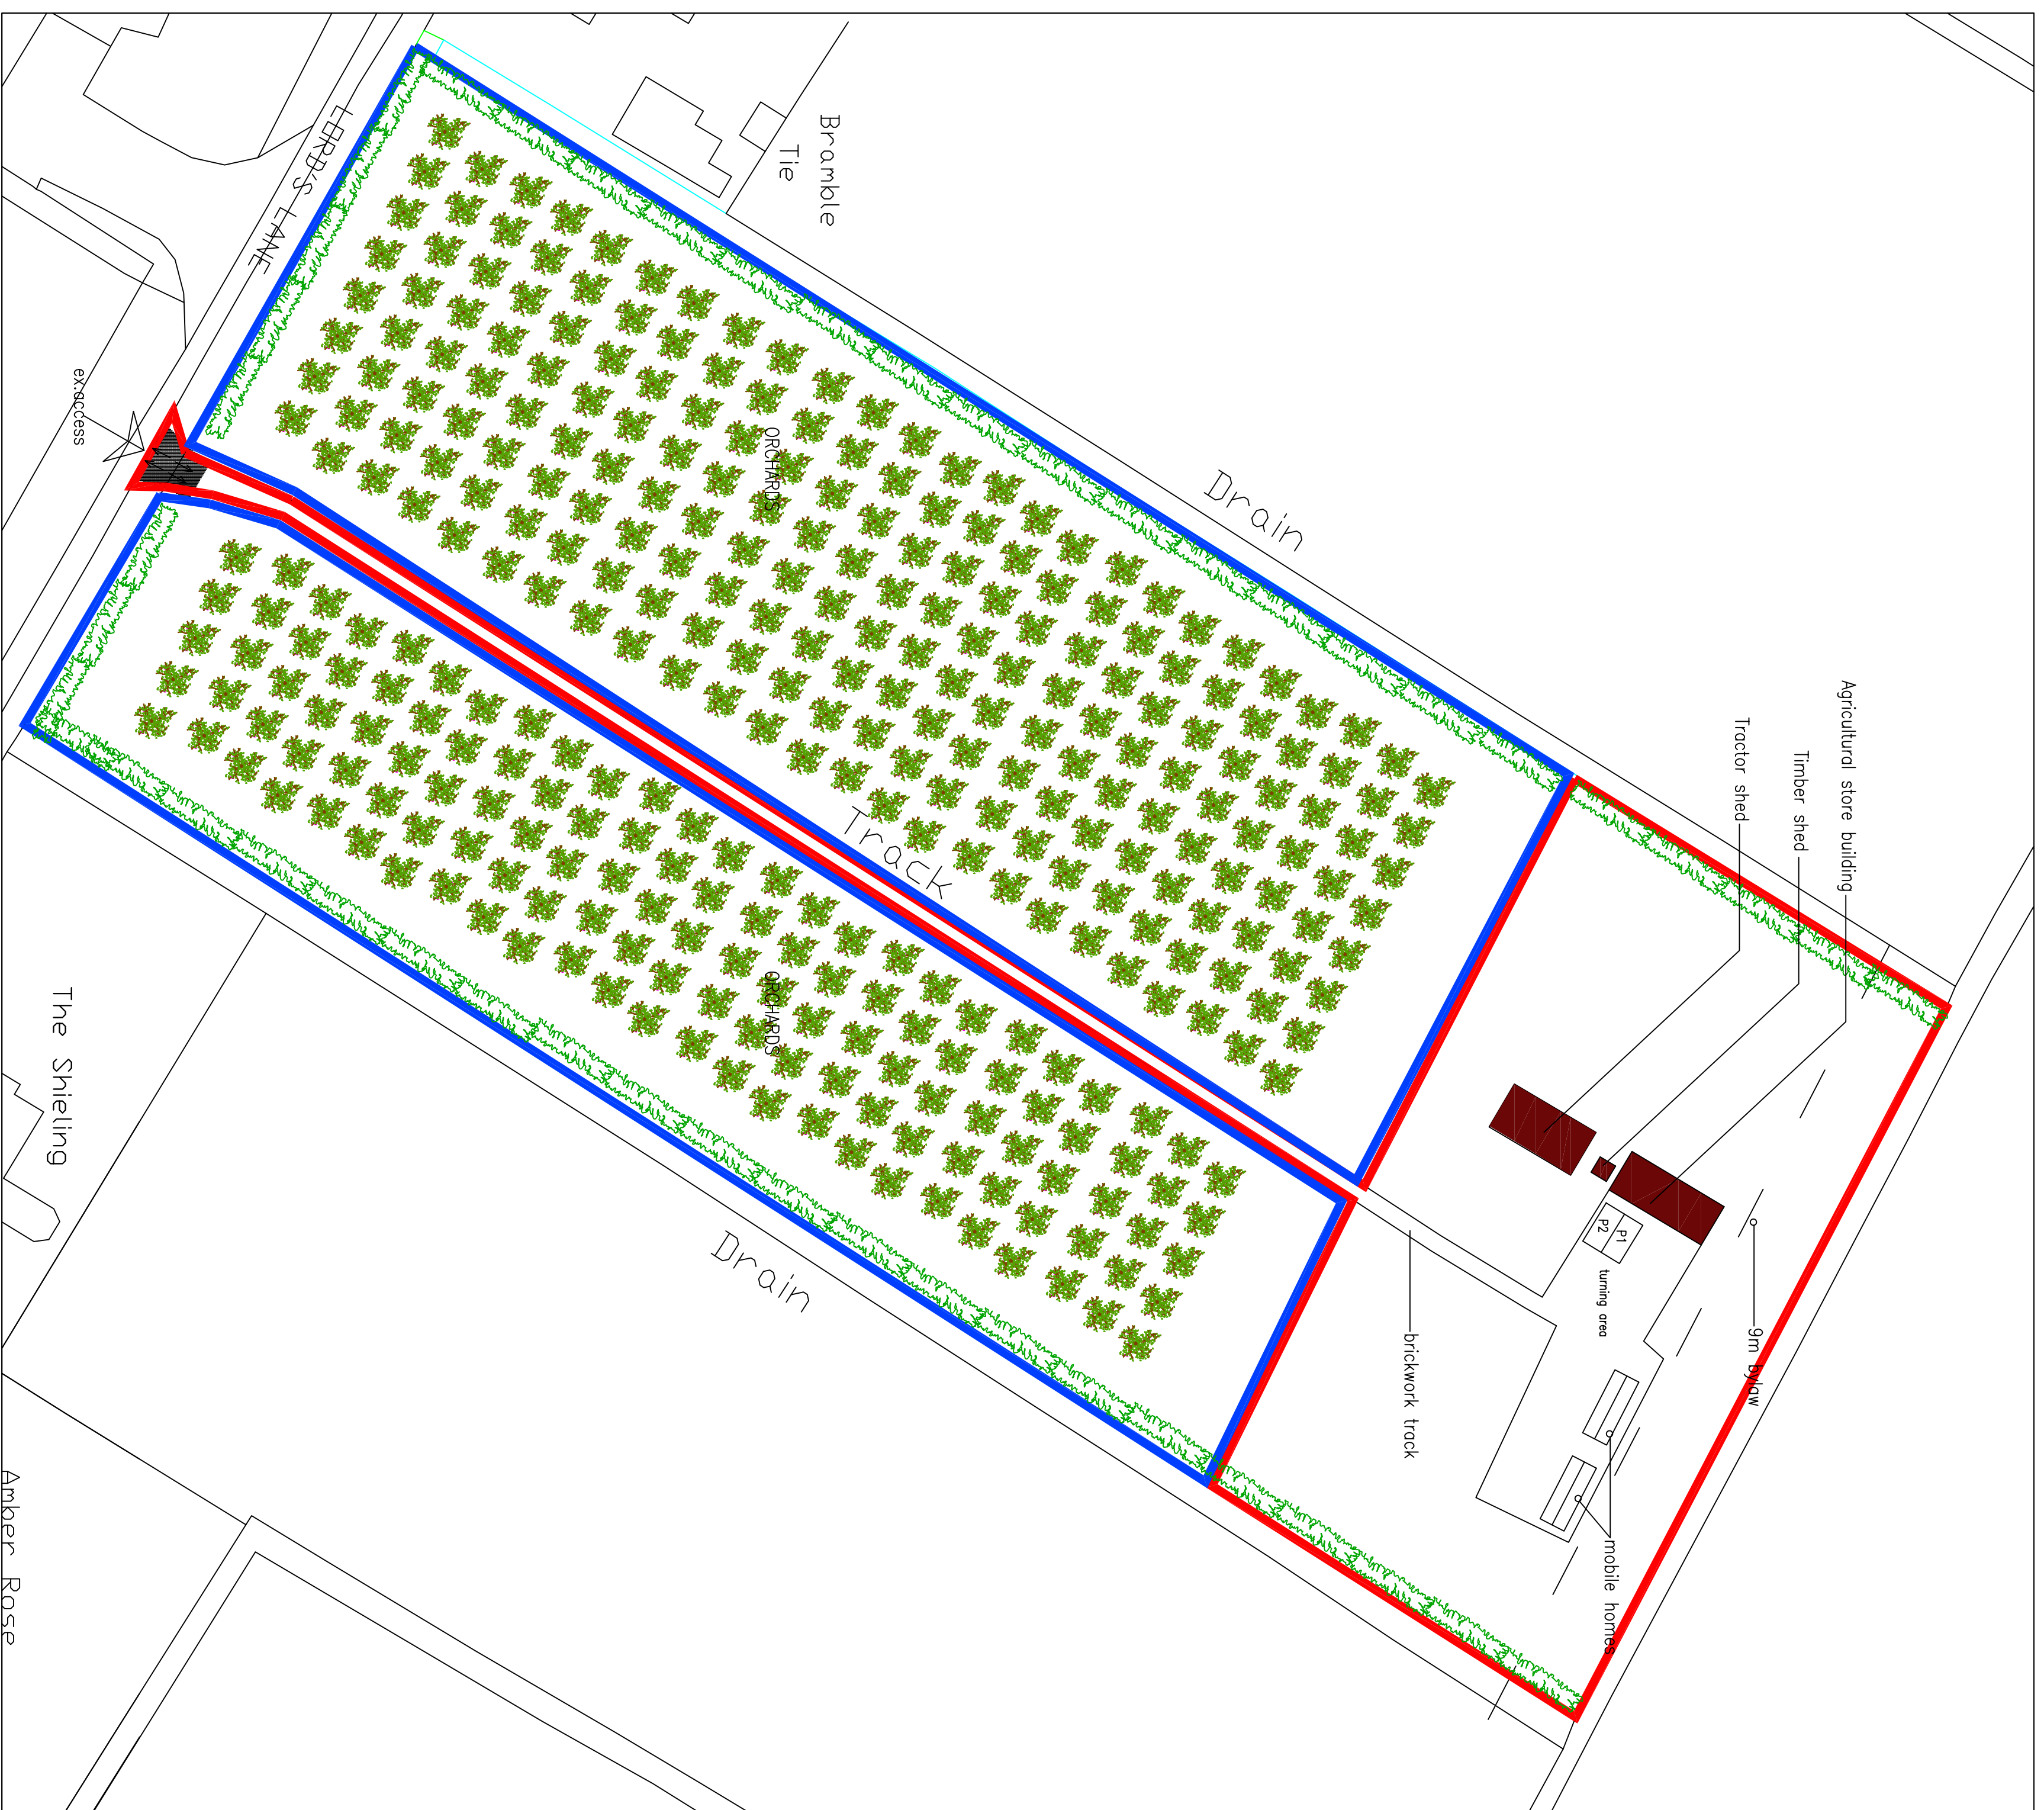 LORD'S LANE
Bramble
Tie
ex.access
ORCHARDS
Drain
Track
ORCHARDS
Drain
The Shieling
Amber Rose
Agricultural store building
Timber shed
Tractor shed
P1
P2
turning area
9m bylaw
brickwork track
mobile homes